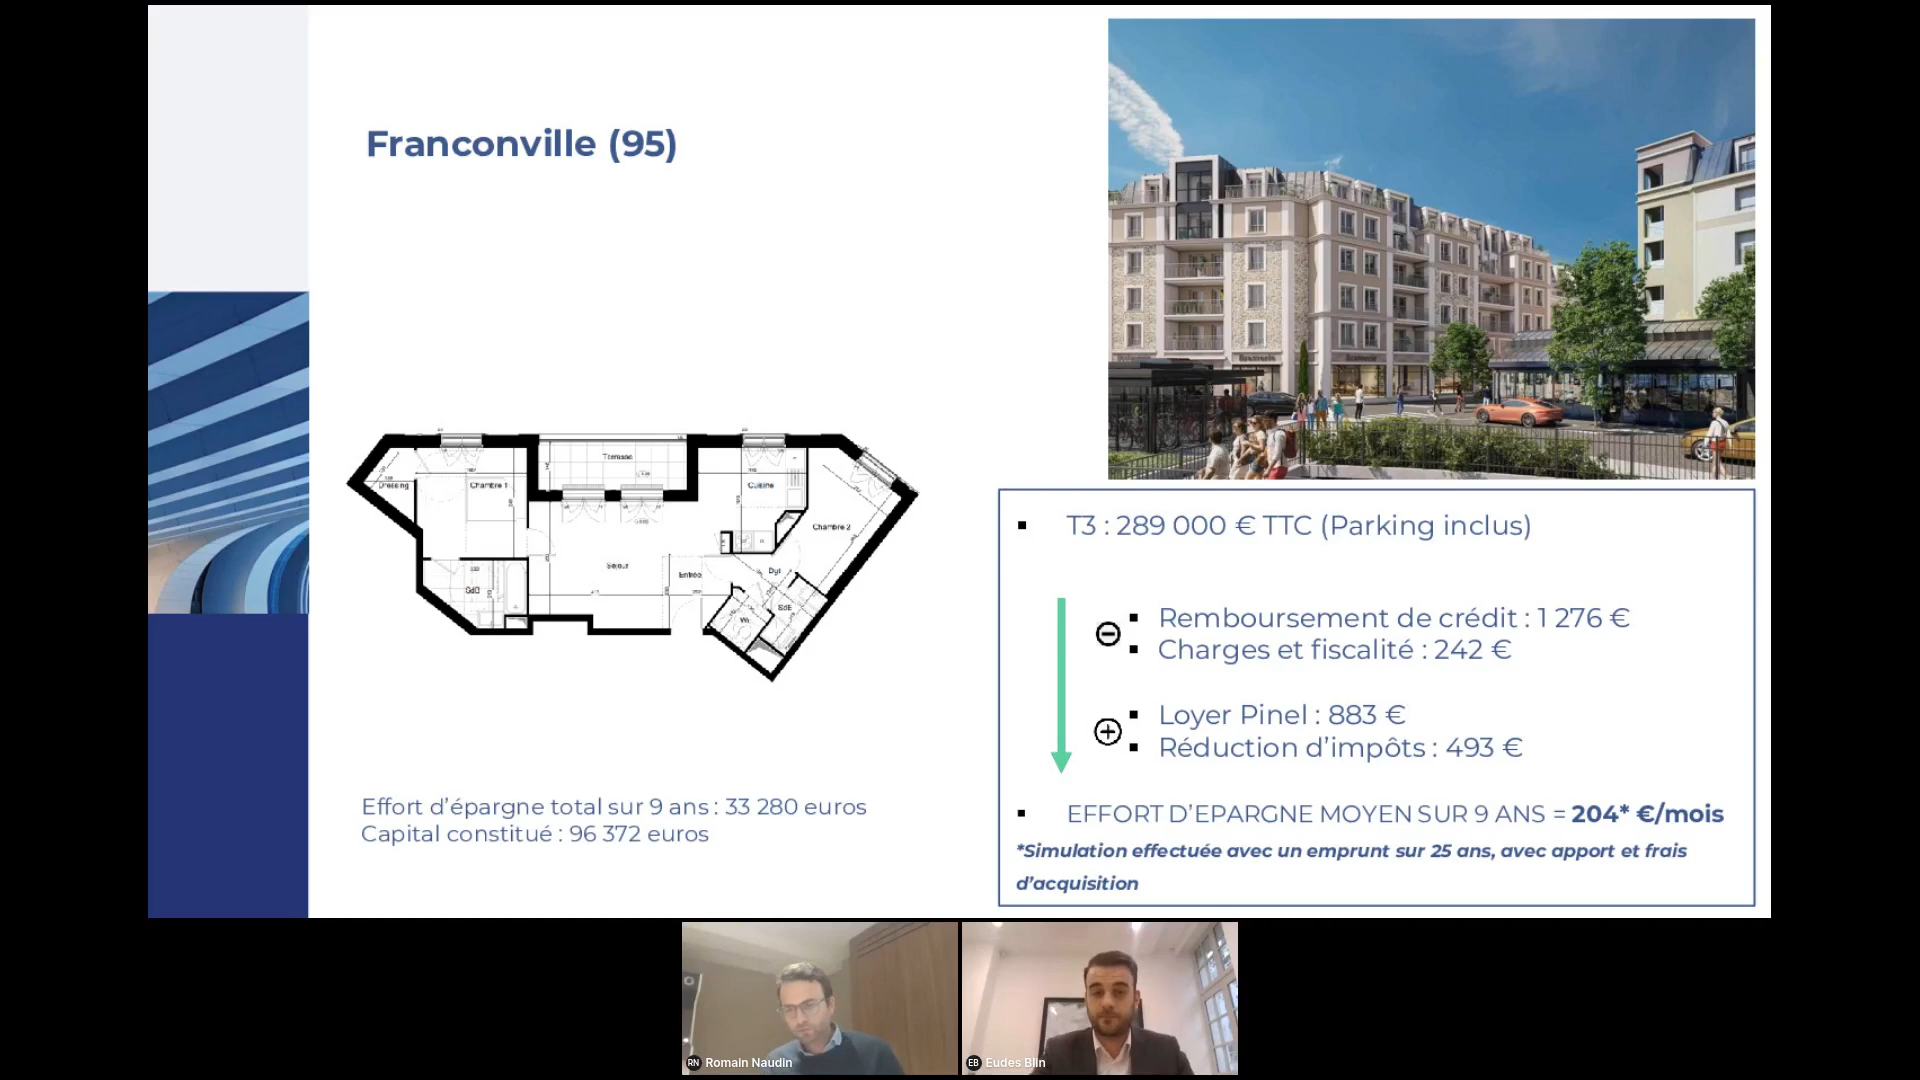 Franconville (95)
Terrasse
Dressing
Chambre 1
Cuisine
Chambre 2
Séjour
Entrée
Dgt
SdB
SdE
Wc
Effort d’épargne total sur 9 ans : 33 280 euros
Capital constitué : 96 372 euros
T3 : 289 000 € TTC (Parking inclus)
Remboursement de crédit : 1 276 €
Charges et fiscalité : 242 €
Loyer Pinel : 883 €
Réduction d’impôts : 493 €
EFFORT D’EPARGNE MOYEN SUR 9 ANS = 204* €/mois
*Simulation effectuée avec un emprunt sur 25 ans, avec apport et frais
d’acquisition
RN Romain Naudin
EB Eudes Blin